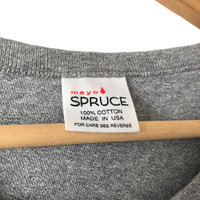 mayo
SPRUCE
100% COTTON
MADE IN USA
FOR CARE SEE REVERSE